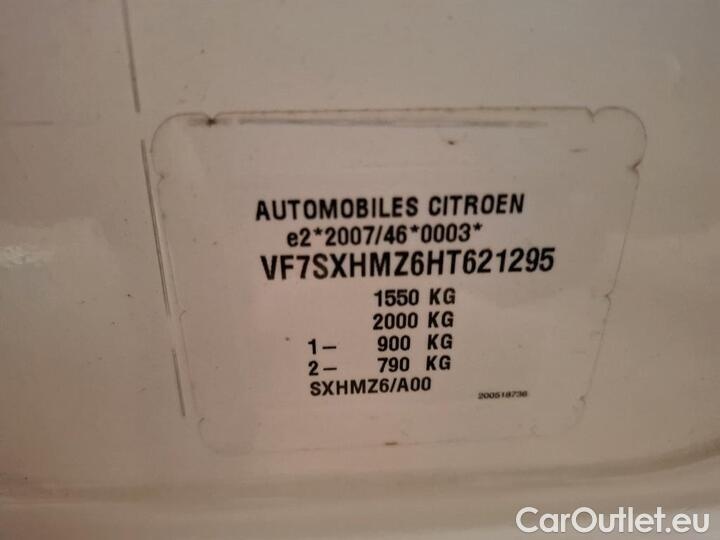 AUTOMOBILES CITROEN
e2*2007/46*0003*
VF7SXHMZ6HT621295
1550 KG
2000 KG
1– 900 KG
2– 790 KG
SXHMZ6/A00
200518736
CarOutlet.eu